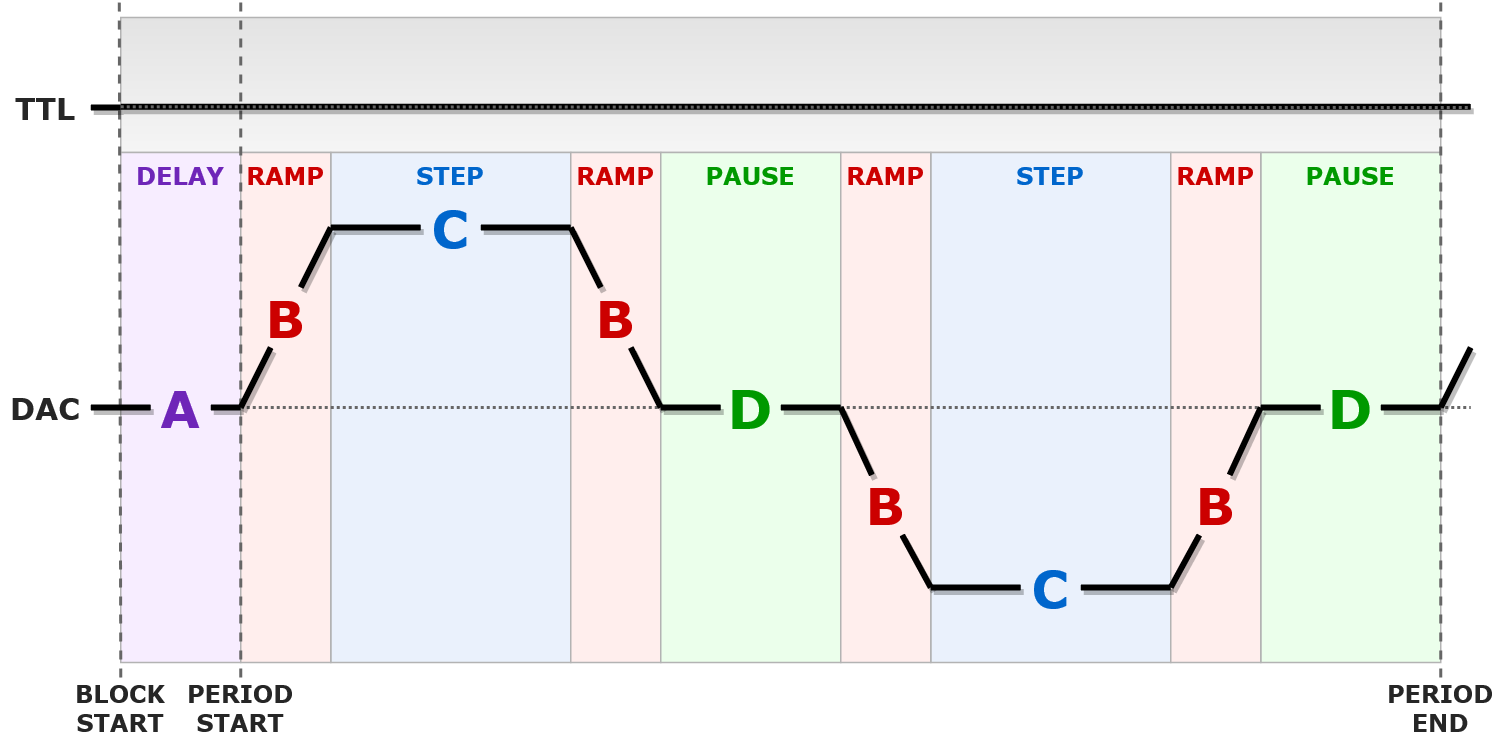 TTL
DELAY RAMP STEP RAMP PAUSE RAMP STEP RAMP PAUSE
C
B B
DAC A D D
B B
C
BLOCK START
PERIOD START
PERIOD END